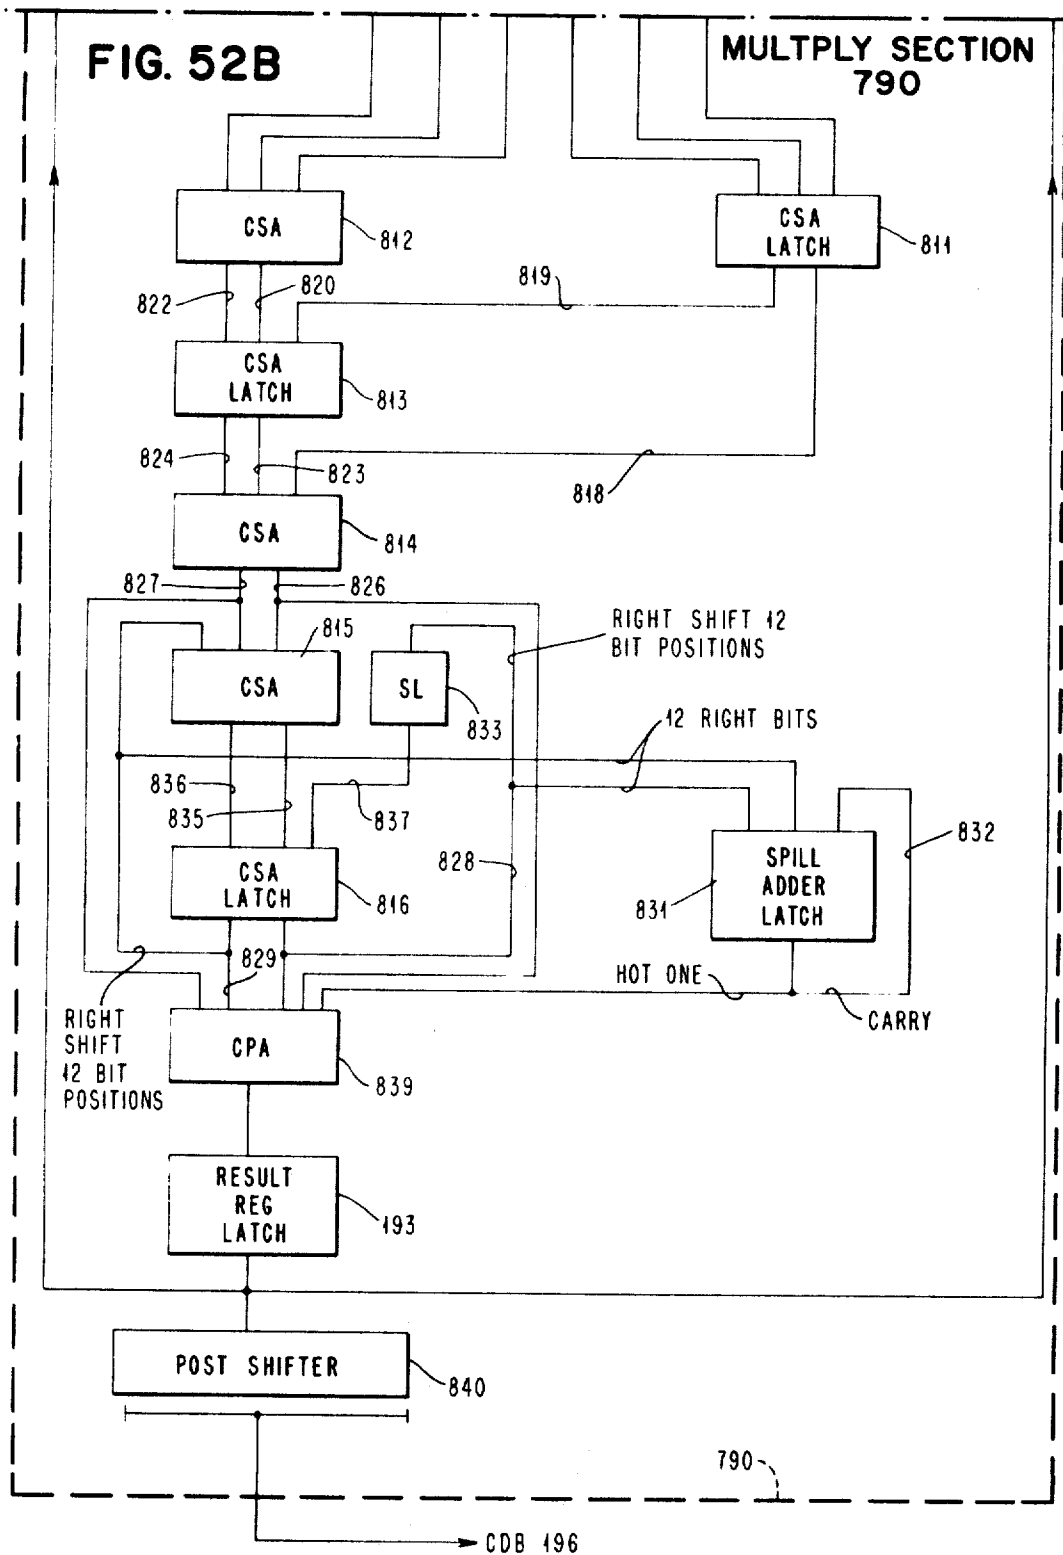 FIG. 52B
MULTPLY SECTION
790
CSA
812
CSA
LATCH
811
822
820
819
CSA
LATCH
813
824
823
818
CSA
814
827
826
815
RIGHT SHIFT 12
BIT POSITIONS
CSA
SL
833
12 RIGHT BITS
836
835
837
832
CSA
LATCH
816
828
SPILL
ADDER
LATCH
831
829
HOT ONE
CARRY
RIGHT
SHIFT
12 BIT
POSITIONS
CPA
839
RESULT
REG
LATCH
193
POST SHIFTER
840
790
CDB 196